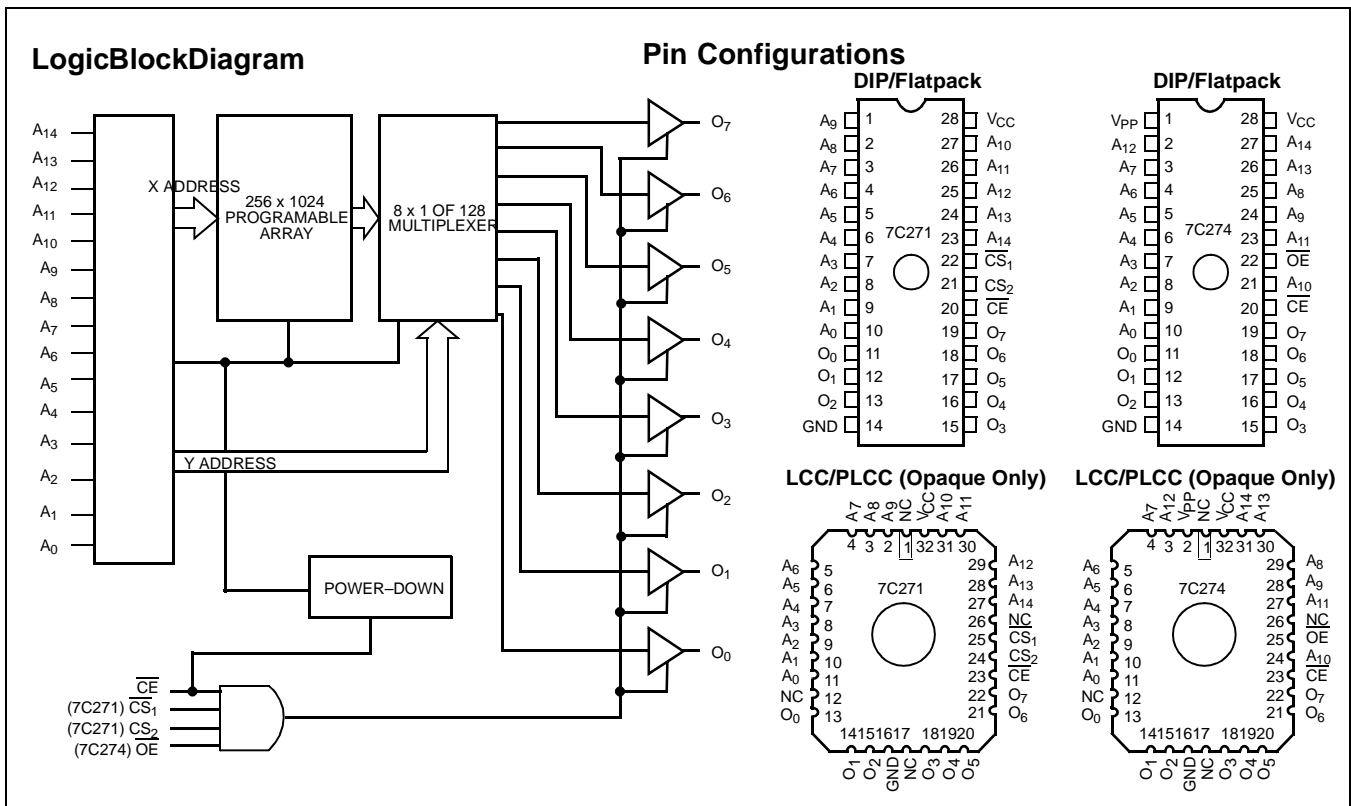 LogicBlockDiagram
A14
A13
A12
A11
A10
A9
A8
A7
A6
A5
A4
A3
A2
A1
A0
X ADDRESS
256 x 1024
PROGRAMABLE
ARRAY
8 x 1 OF 128
MULTIPLEXER
Y ADDRESS
POWER–DOWN
CE
(7C271) CS1
(7C271) CS2
(7C274) OE
O7
O6
O5
O4
O3
O2
O1
O0
Pin Configurations
DIP/Flatpack
A9 1 28 VCC
A8 2 27 A10
A7 3 26 A11
A6 4 25 A12
A5 5 24 A13
A4 6 7C271 23 A14
A3 7 22 CS1
A2 8 21 CS2
A1 9 20 CE
A0 10 19 O7
O0 11 18 O6
O1 12 17 O5
O2 13 16 O4
GND 14 15 O3
DIP/Flatpack
VPP 1 28 VCC
A12 2 27 A14
A7 3 26 A13
A6 4 25 A8
A5 5 24 A9
A4 6 7C274 23 A11
A3 7 22 OE
A2 8 21 A10
A1 9 20 CE
A0 10 19 O7
O0 11 18 O6
O1 12 17 O5
O2 13 16 O4
GND 14 15 O3
LCC/PLCC (Opaque Only)
A7 A8 A9 NC VCC A10 A11
4 3 2 1 32 31 30
A6 5 29 A12
A5 6 7C271 28 A13
A4 7 27 A14
A3 8 26 NC
A2 9 25 CS1
A1 10 24 CS2
A0 11 23 CE
NC 12 22 O7
O0 13 21 O6
14151617 181920
O1 O2 GND NC O3 O4 O5
LCC/PLCC (Opaque Only)
A7 A12 VPP NC VCC A14 A13
4 3 2 1 32 31 30
A6 5 29 A8
A5 6 7C274 28 A9
A4 7 27 A11
A3 8 26 NC
A2 9 25 OE
A1 10 24 A10
A0 11 23 CE
NC 12 22 O7
O0 13 21 O6
14151617 181920
O1 O2 GND NC O3 O4 O5